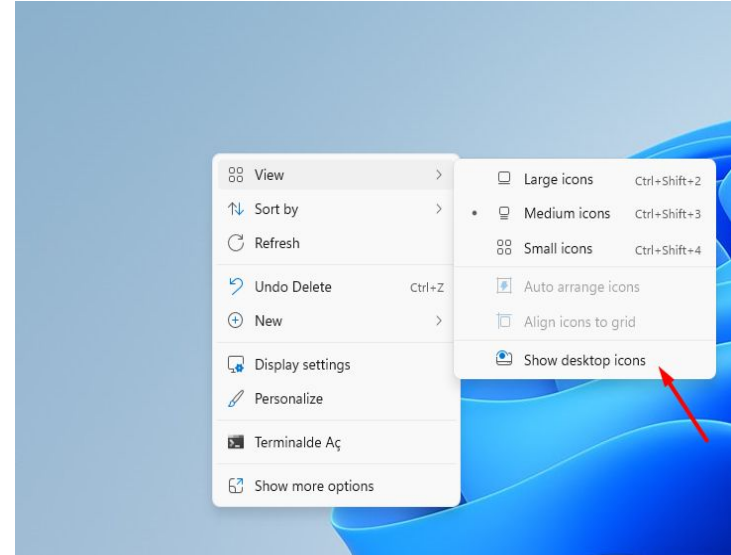 View
Sort by
Refresh
Undo Delete Ctrl+Z
New
Display settings
Personalize
Terminalde Aç
Show more options
Large icons Ctrl+Shift+2
Medium icons Ctrl+Shift+3
Small icons Ctrl+Shift+4
Auto arrange icons
Align icons to grid
Show desktop icons